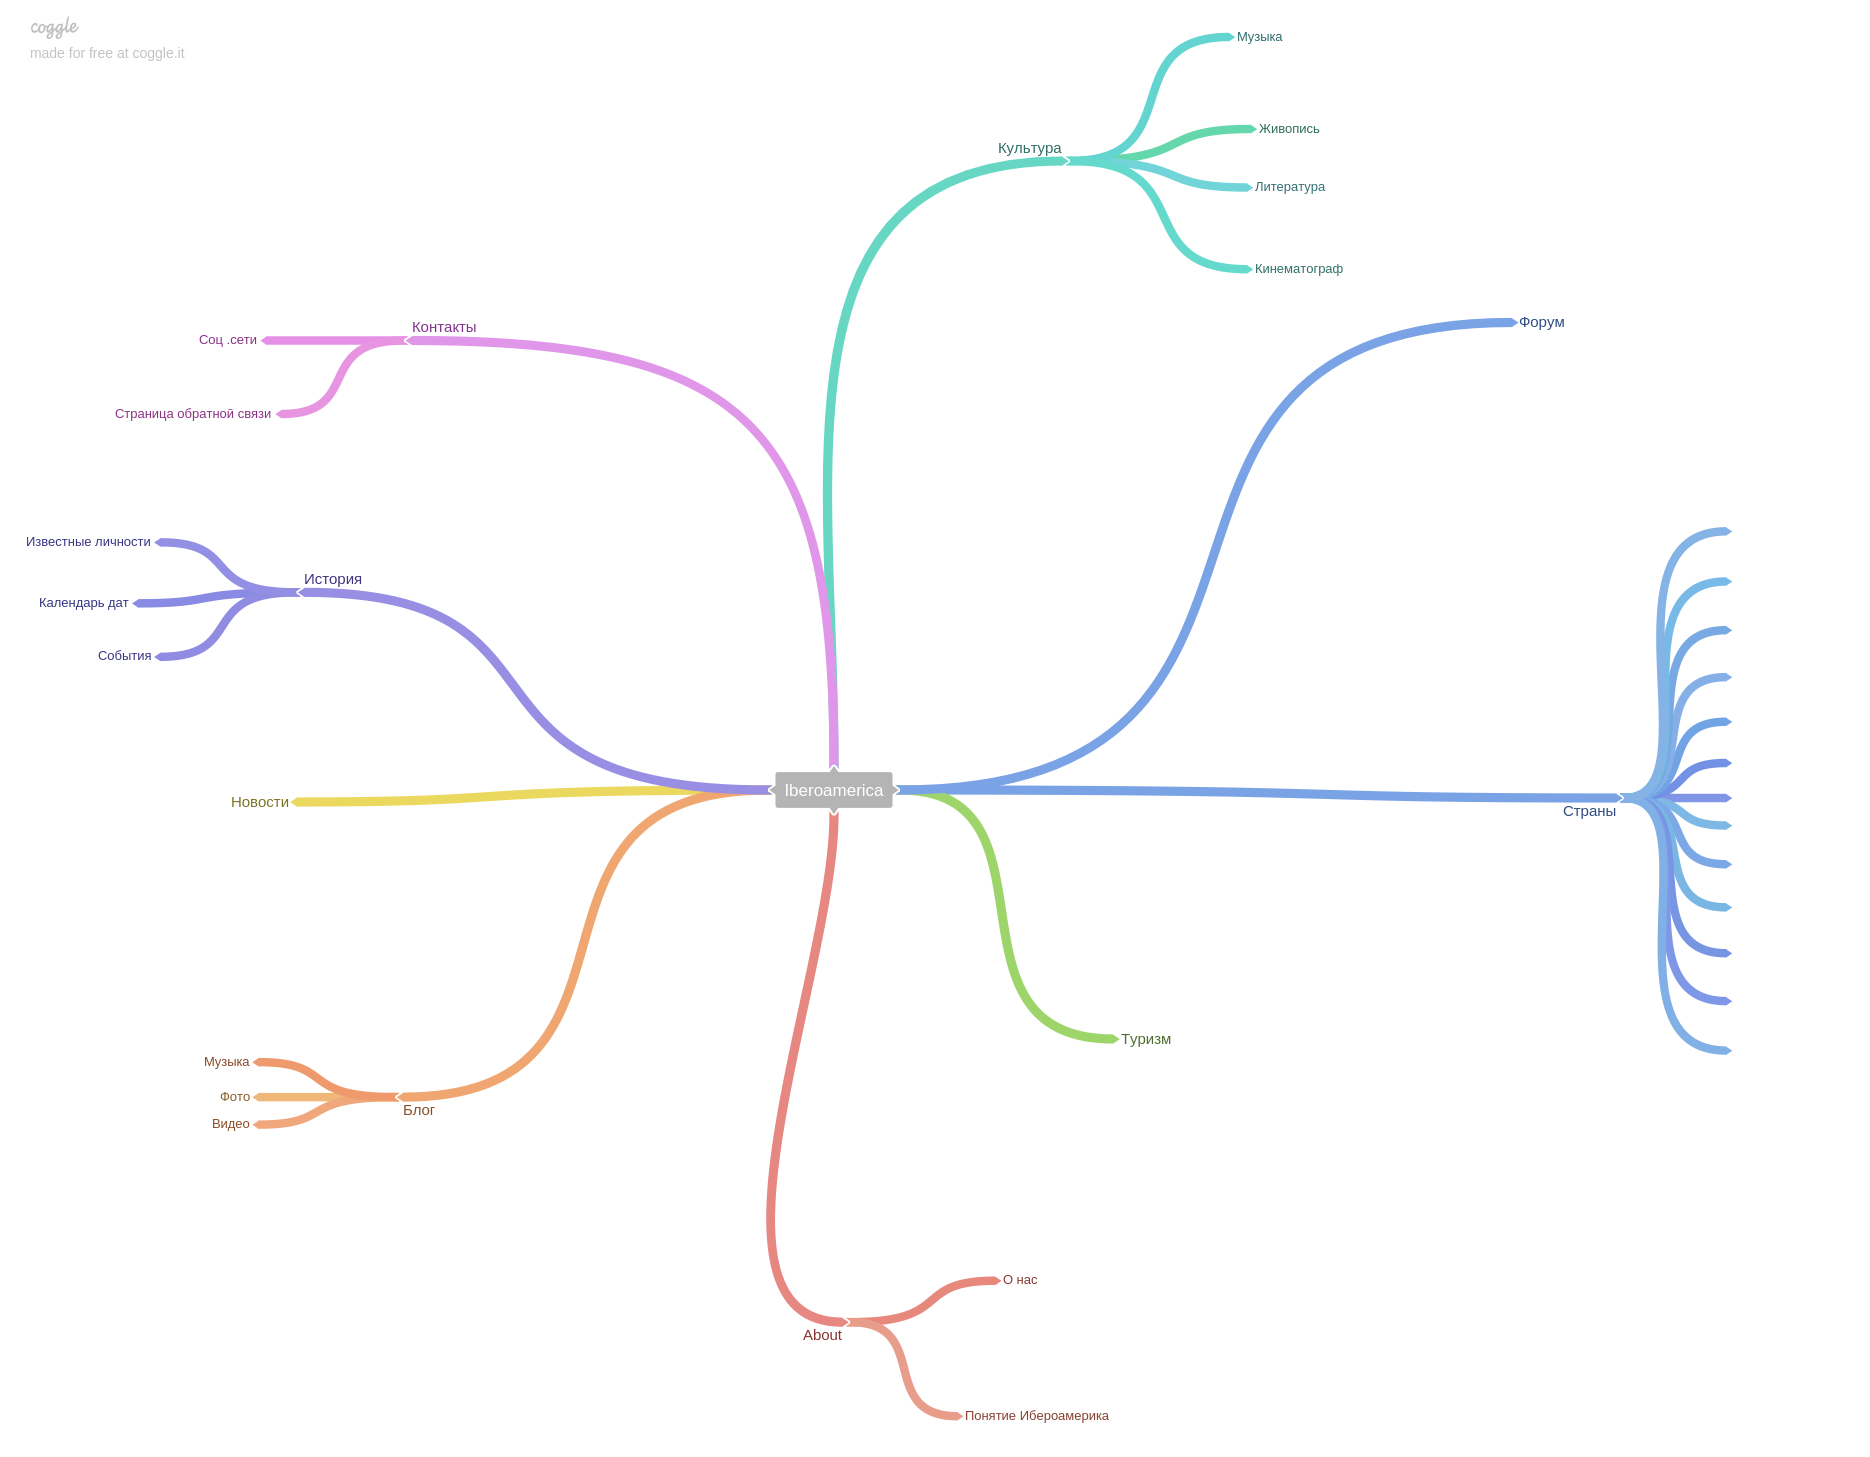 coggle
made for free at coggle.it
Музыка
Живопись
Культура
Литература
Кинематограф
Форум
Контакты
Соц .сети
Страница обратной связи
Известные личности
История
Календарь дат
События
Iberoamerica
Новости
Страны
Туризм
Музыка
Фото
Блог
Видео
О нас
About
Понятие Ибероамерика